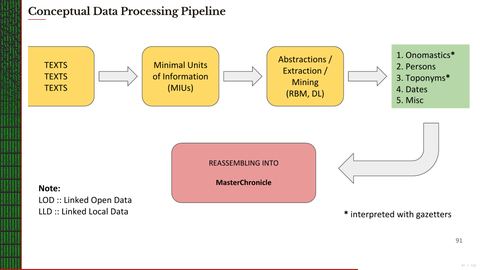 Conceptual Data Processing Pipeline
TEXTS
TEXTS
TEXTS
Minimal Units
of Information
(MIUs)
Abstractions /
Extraction /
Mining
(RBM, DL)
1. Onomastics*
2. Persons
3. Toponyms*
4. Dates
5. Misc
REASSEMBLING INTO
MasterChronicle
Note:
LOD :: Linked Open Data
LLD :: Linked Local Data
* interpreted with gazetters
91